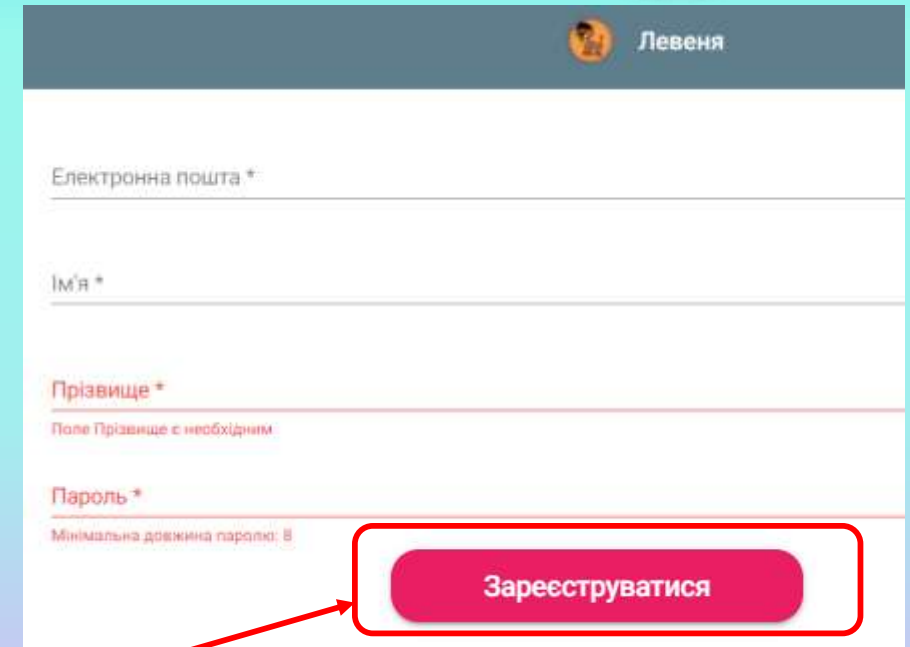 Левеня
Електронна пошта *
Ім'я *
Прізвище *
Поле Прізвище є необхідним
Пароль *
Мінімальна довжина паролю: 8
Зареєструватися